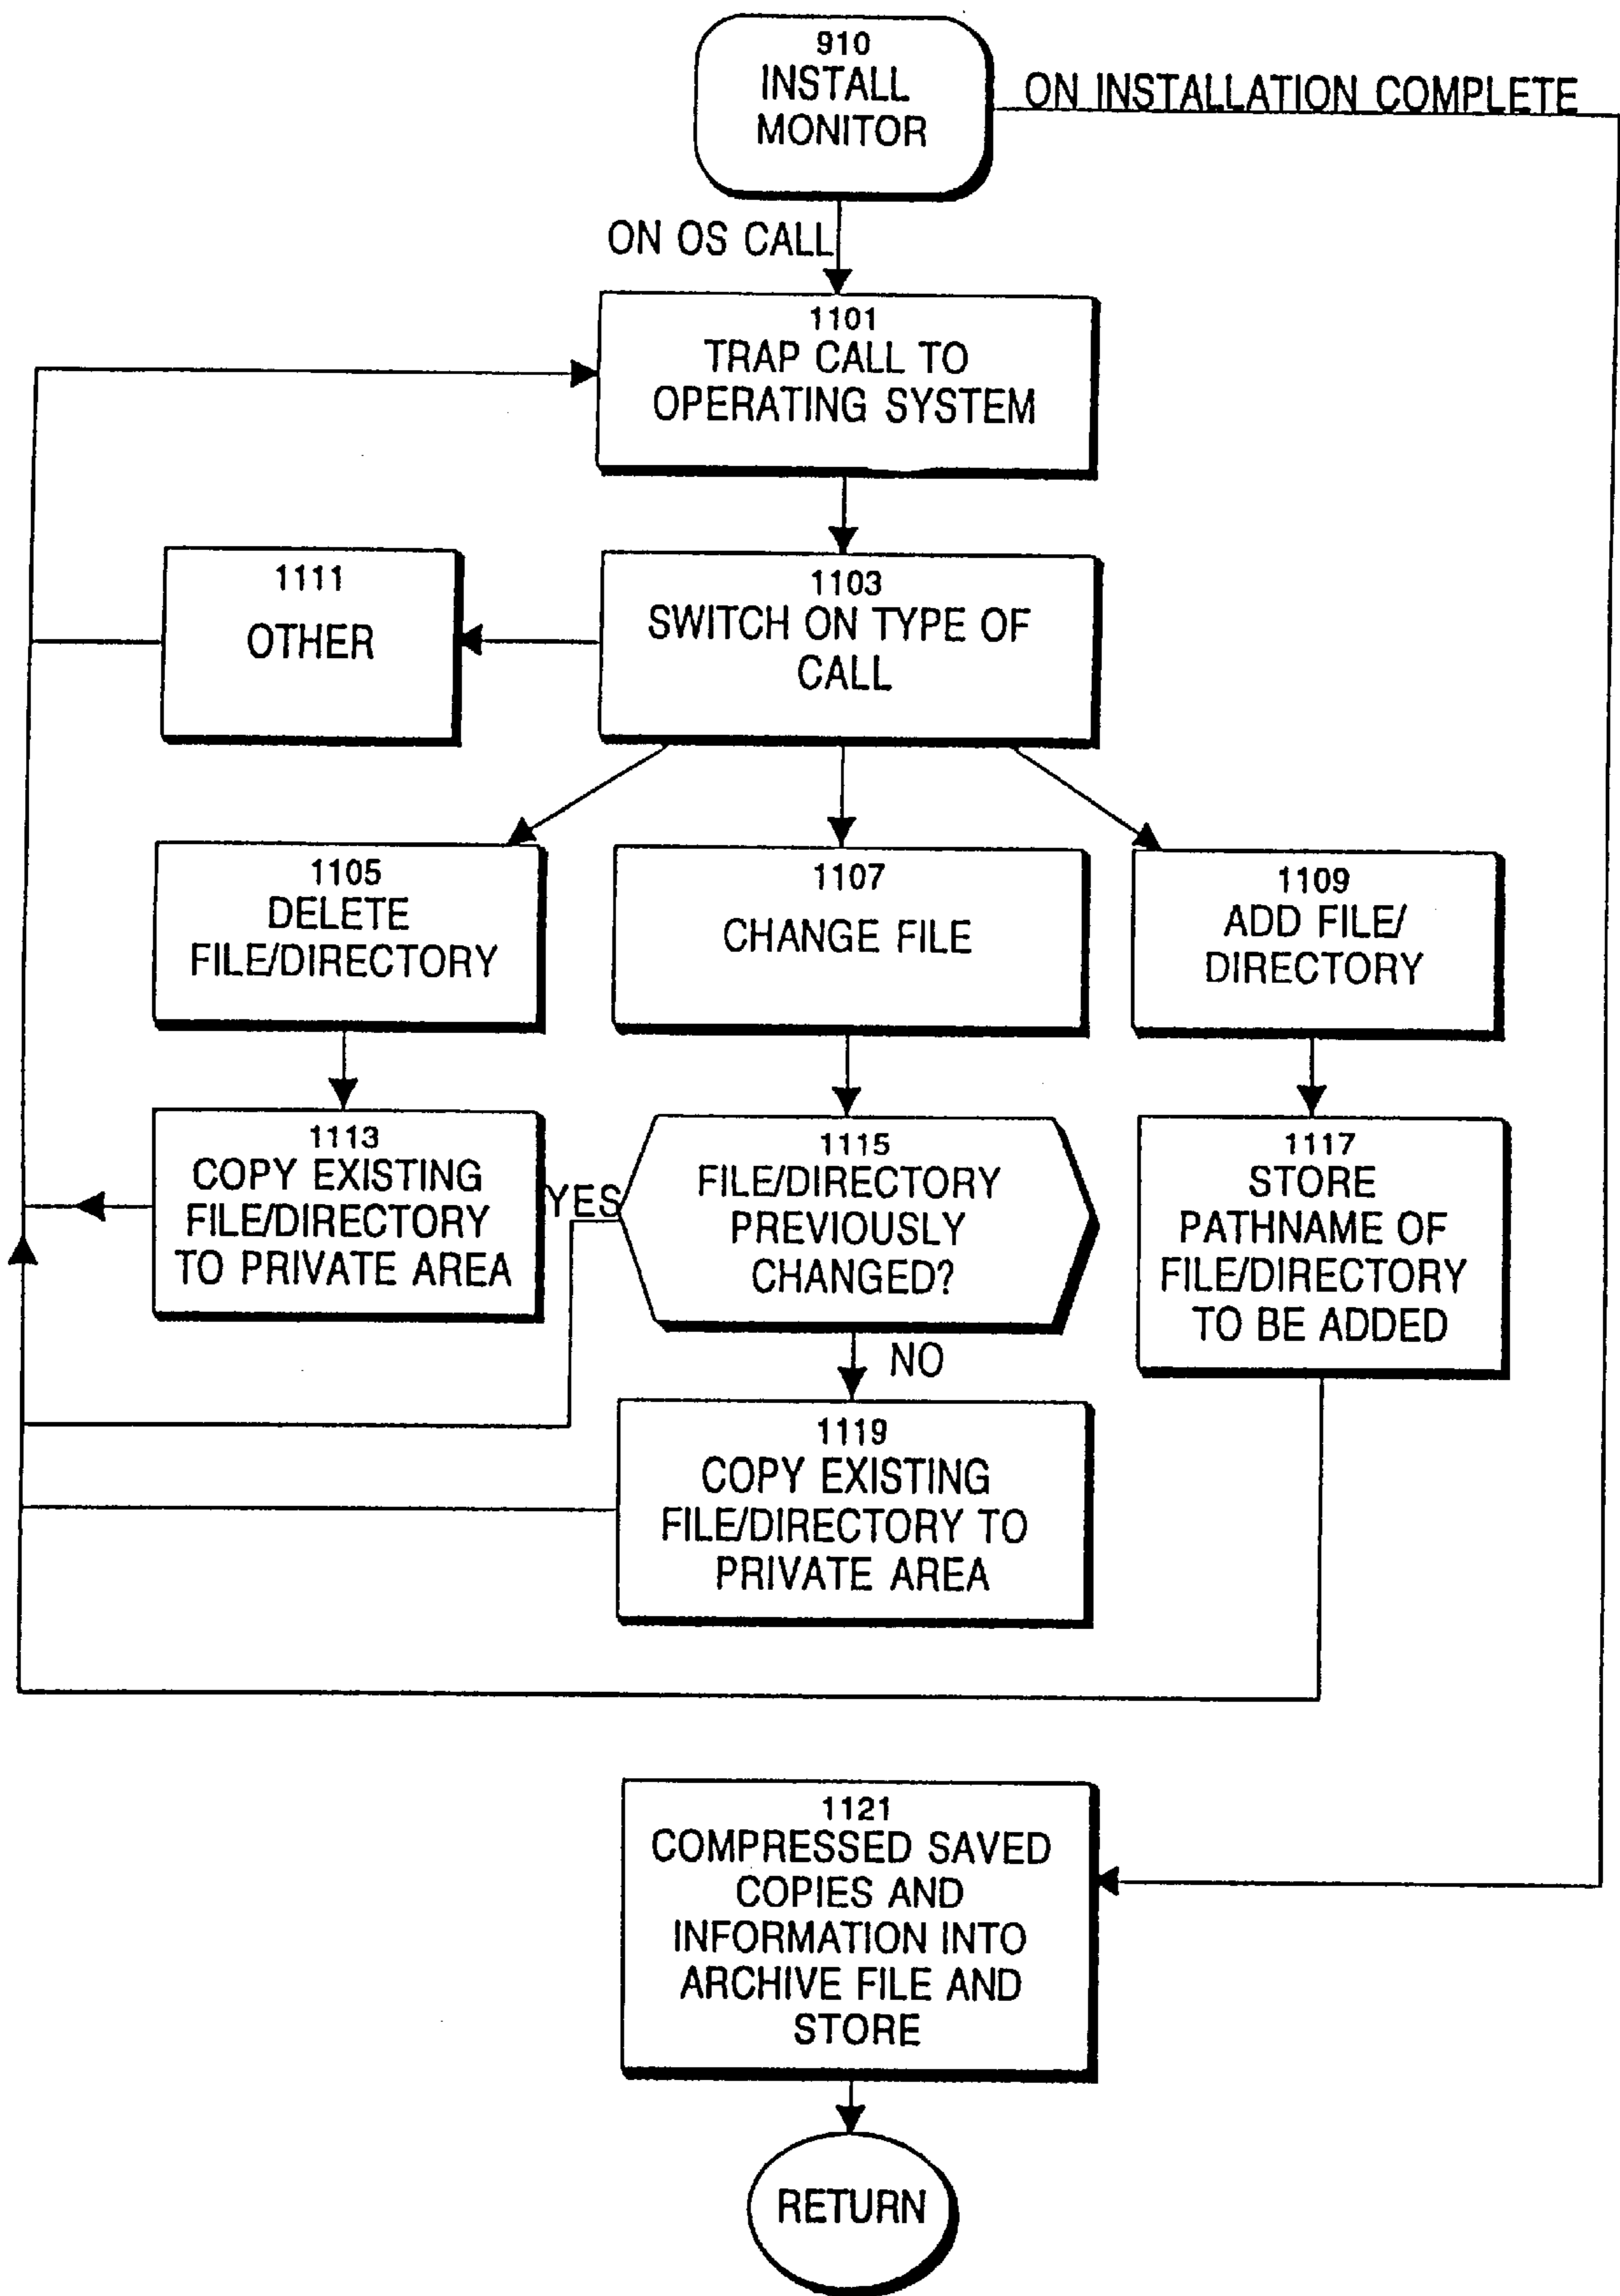 910
INSTALL
MONITOR
ON INSTALLATION COMPLETE
ON OS CALL
1101
TRAP CALL TO
OPERATING SYSTEM
1111
OTHER
1103
SWITCH ON TYPE OF
CALL
1105
DELETE
FILE/DIRECTORY
1107
CHANGE FILE
1109
ADD FILE/
DIRECTORY
1113
COPY EXISTING
FILE/DIRECTORY
TO PRIVATE AREA
YES
1115
FILE/DIRECTORY
PREVIOUSLY
CHANGED?
NO
1117
STORE
PATHNAME OF
FILE/DIRECTORY
TO BE ADDED
1119
COPY EXISTING
FILE/DIRECTORY TO
PRIVATE AREA
1121
COMPRESSED SAVED
COPIES AND
INFORMATION INTO
ARCHIVE FILE AND
STORE
RETURN